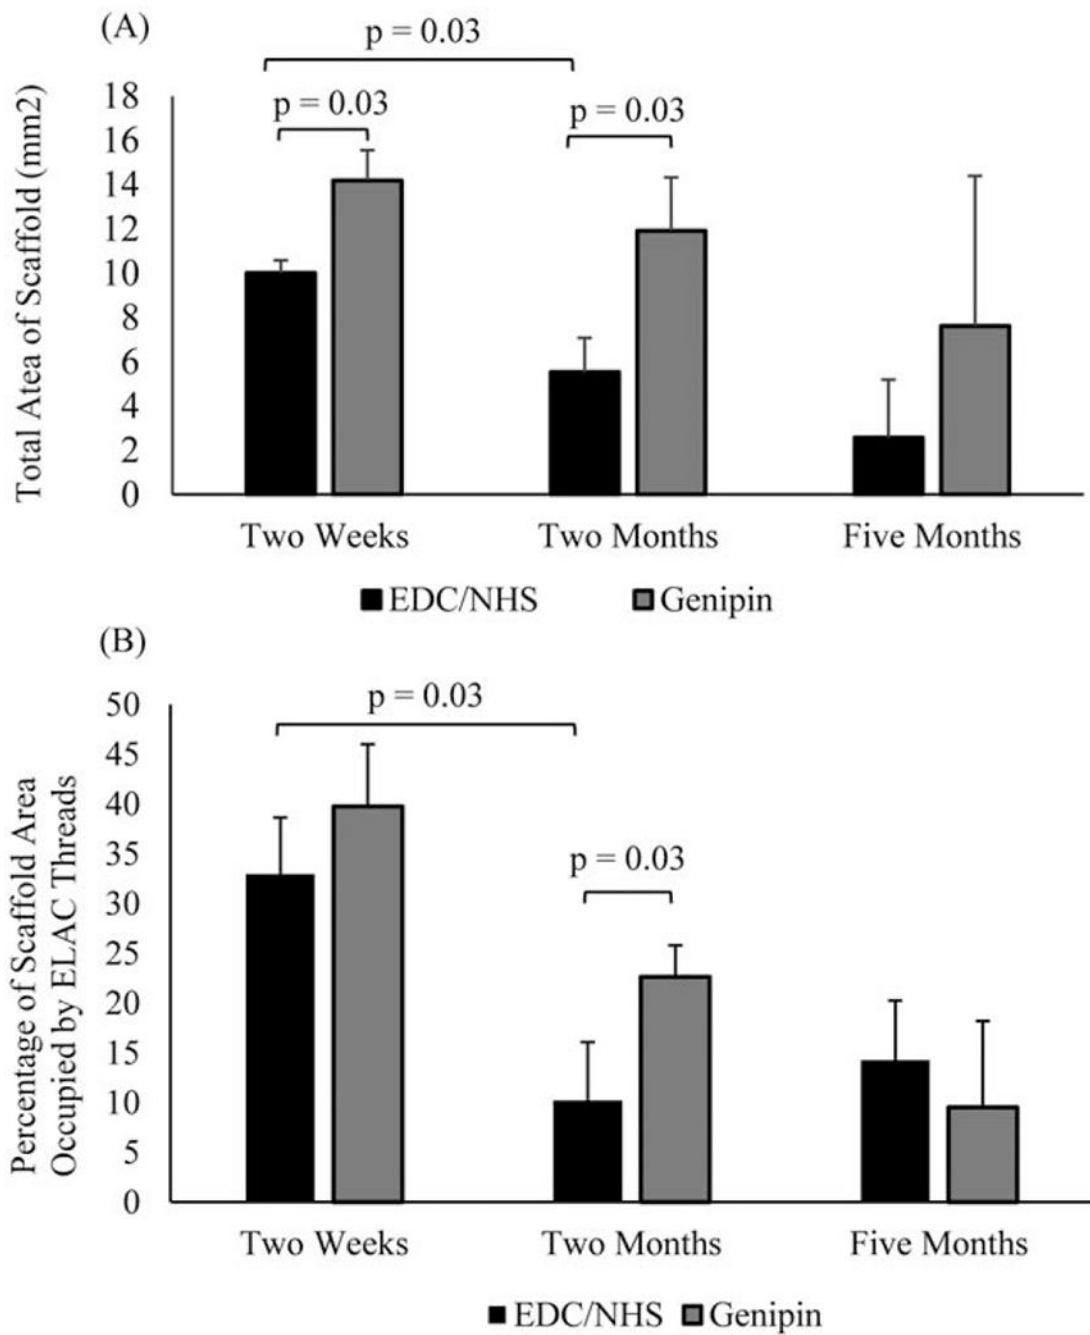 (A)
p = 0.03
p = 0.03
p = 0.03
Total Atea of Scaffold (mm2)
18
16
14
12
10
8
6
4
2
0
Two Weeks
Two Months
Five Months
EDC/NHS
Genipin
(B)
p = 0.03
p = 0.03
Percentage of Scaffold Area
Occupied by ELAC Threads
50
45
40
35
30
25
20
15
10
5
0
Two Weeks
Two Months
Five Months
EDC/NHS
Genipin